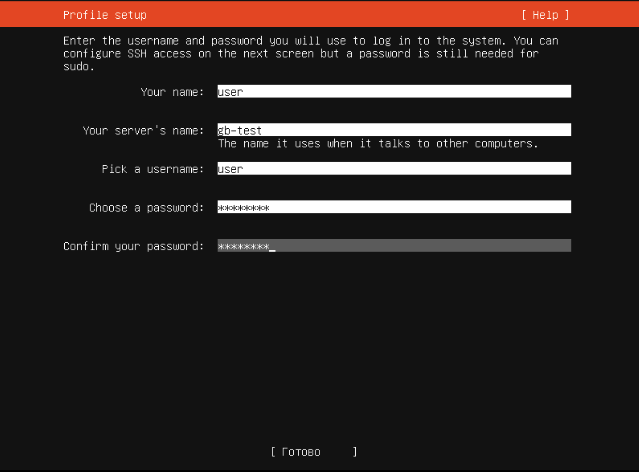 Profile setup [ Help ]
Enter the username and password you will use to log in to the system. You can
configure SSH access on the next screen but a password is still needed for
sudo.
Your name: user
Your server's name: gb-test
The name it uses when it talks to other computers.
Pick a username: user
Choose a password: ********
Confirm your password: ********_
[ Готово ]